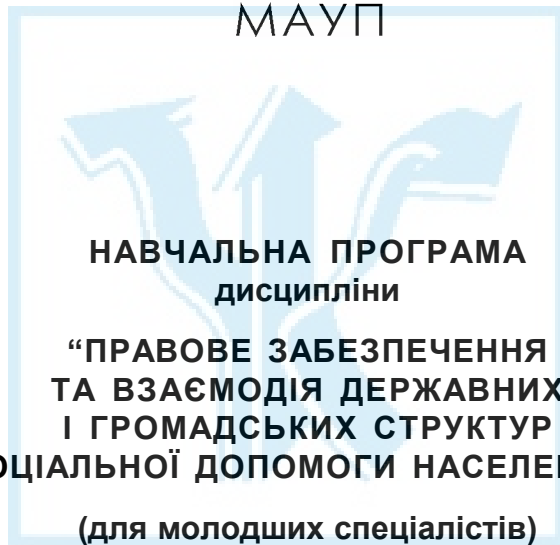 МАУП
НАВЧАЛЬНА ПРОГРАМА
дисципліни
“ПРАВОВЕ ЗАБЕЗПЕЧЕННЯ
ТА ВЗАЄМОДІЯ ДЕРЖАВНИХ
І ГРОМАДСЬКИХ СТРУКТУР
ДОПОМОГИ
(для молодших спеціалістів)